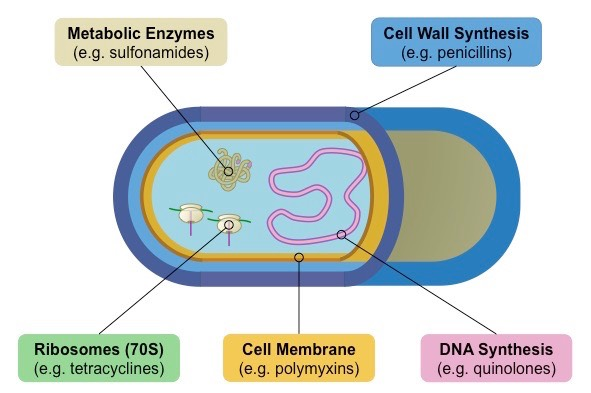 Metabolic Enzymes
(e.g. sulfonamides)
Cell Wall Synthesis
(e.g. penicillins)
Ribosomes (70S)
(e.g. tetracyclines)
Cell Membrane
(e.g. polymyxins)
DNA Synthesis
(e.g. quinolones)